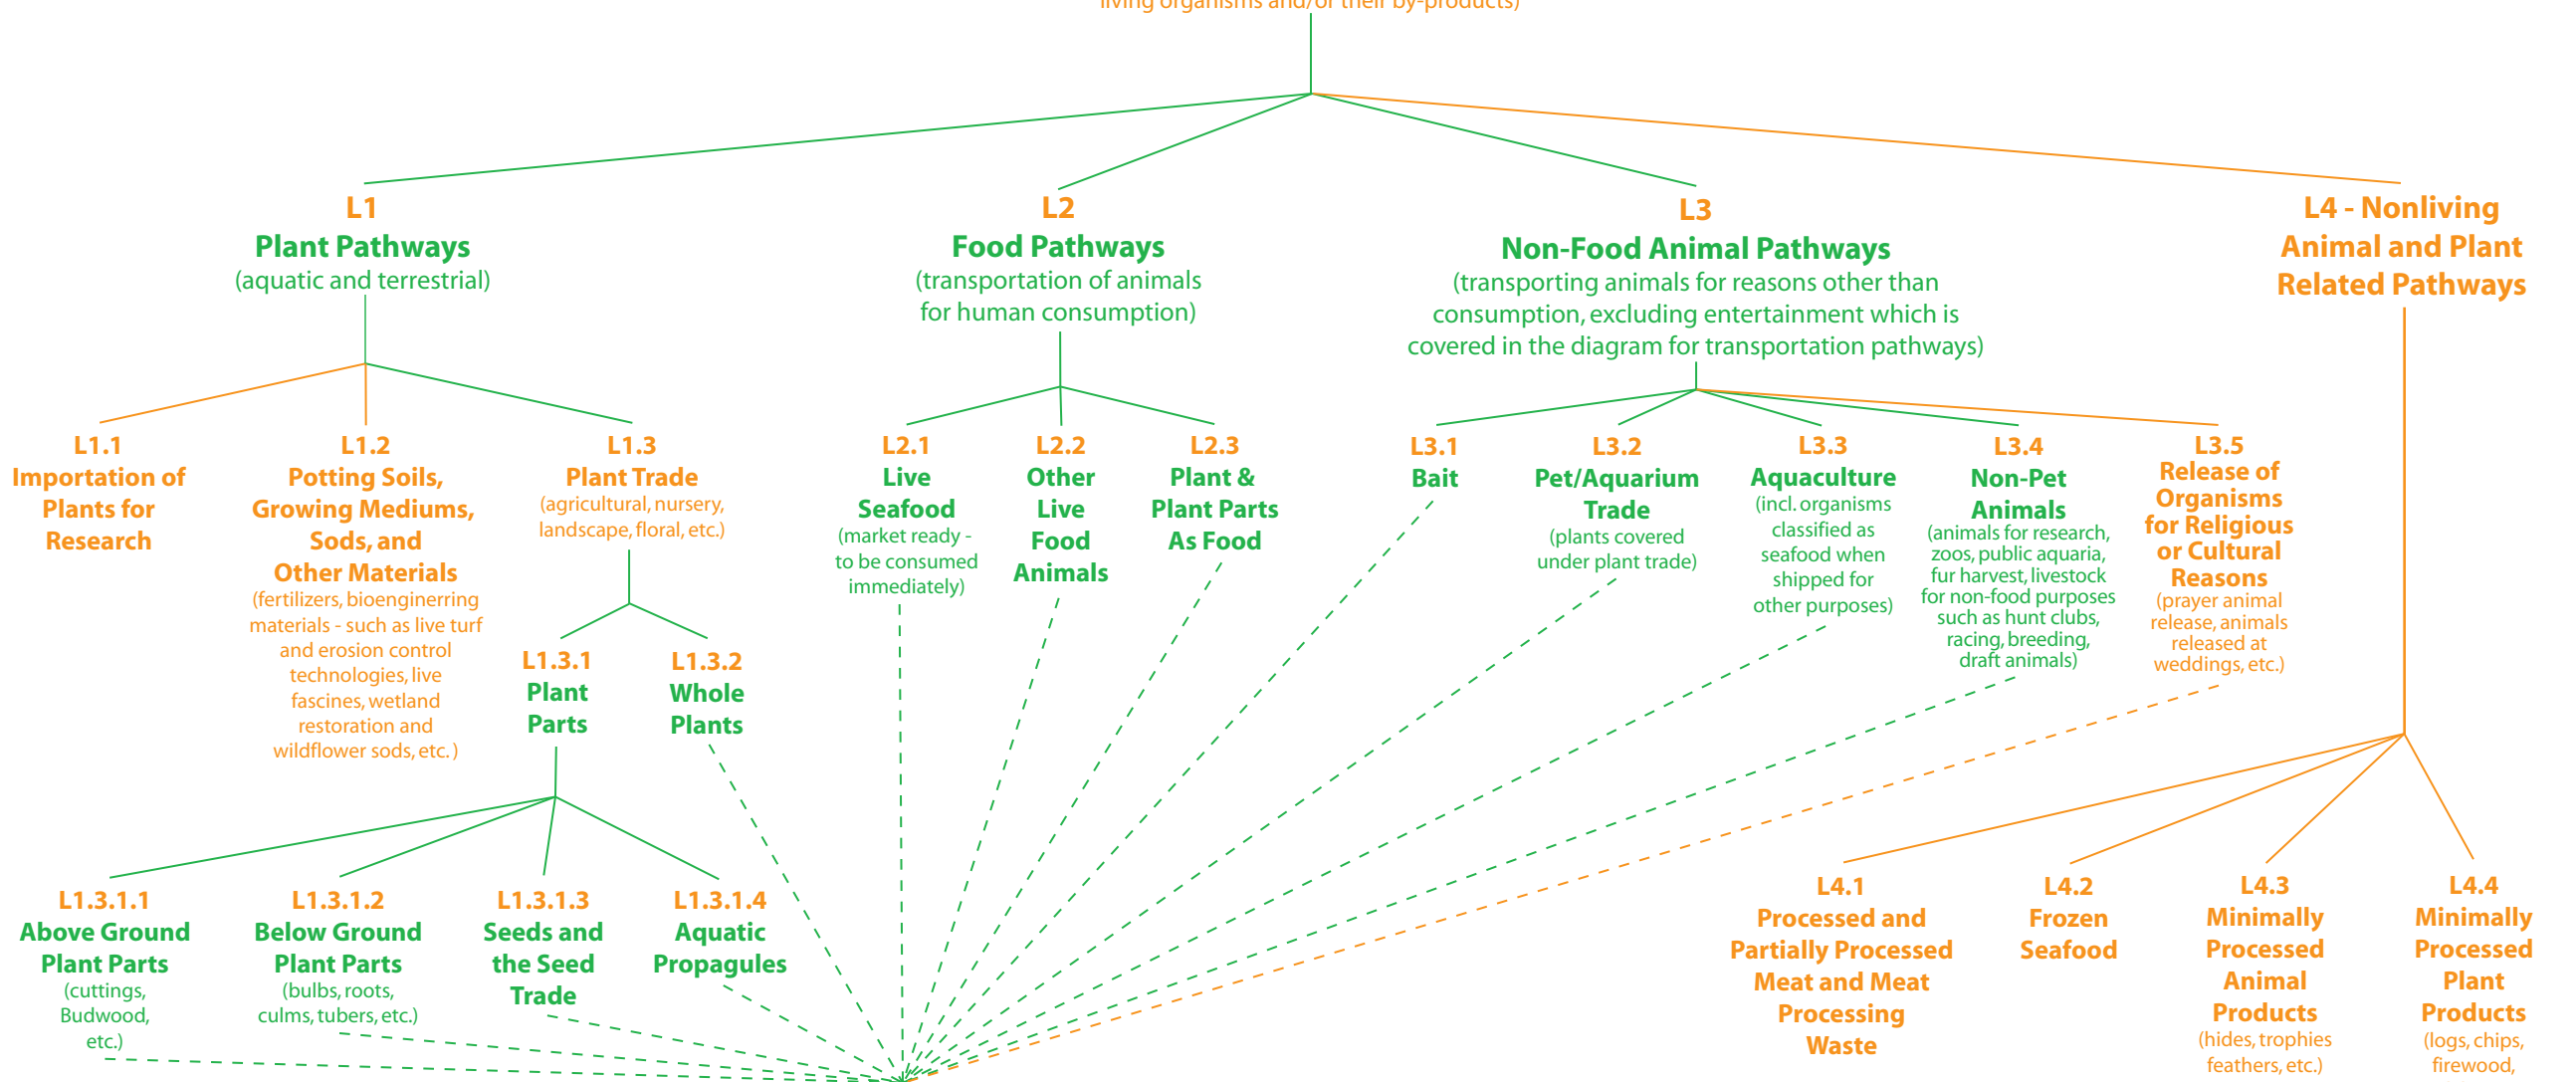 living organisms and/or their by-products)
L1
Plant Pathways
(aquatic and terrestrial)
L2
Food Pathways
(transportation of animals
for human consumption)
L3
Non-Food Animal Pathways
(transporting animals for reasons other than
consumption, excluding entertainment which is
covered in the diagram for transportation pathways)
L4 - Nonliving
Animal and Plant
Related Pathways
L1.1
Importation of
Plants for
Research
L1.2
Potting Soils,
Growing Mediums,
Sods, and
Other Materials
(fertilizers, bioenginerring
materials - such as live turf
and erosion control
technologies, live
fascines, wetland
restoration and
wildflower sods, etc. )
L1.3
Plant Trade
(agricultural, nursery,
landscape, floral, etc.)
L2.1
Live
Seafood
(market ready -
to be consumed
immediately)
L2.2
Other
Live
Food
Animals
L2.3
Plant &
Plant Parts
As Food
L3.1
Bait
L3.2
Pet/Aquarium
Trade
(plants covered
under plant trade)
L3.3
Aquaculture
(incl. organisms
classified as
seafood when
shipped for
other purposes)
L3.4
Non-Pet
Animals
(animals for research,
zoos, public aquaria,
fur harvest, livestock
for non-food purposes
such as hunt clubs,
racing, breeding,
draft animals)
L3.5
Release of
Organisms
for Religious
or Cultural
Reasons
(prayer animal
release, animals
released at
weddings, etc.)
L1.3.1
Plant
Parts
L1.3.2
Whole
Plants
L1.3.1.1
Above Ground
Plant Parts
(cuttings,
Budwood,
etc.)
L1.3.1.2
Below Ground
Plant Parts
(bulbs, roots,
culms, tubers, etc.)
L1.3.1.3
Seeds and
the Seed
Trade
L1.3.1.4
Aquatic
Propagules
L4.1
Processed and
Partially Processed
Meat and Meat
Processing
Waste
L4.2
Frozen
Seafood
L4.3
Minimally
Processed
Animal
Products
(hides, trophies
feathers, etc.)
L4.4
Minimally
Processed
Plant
Products
(logs, chips,
firewood,